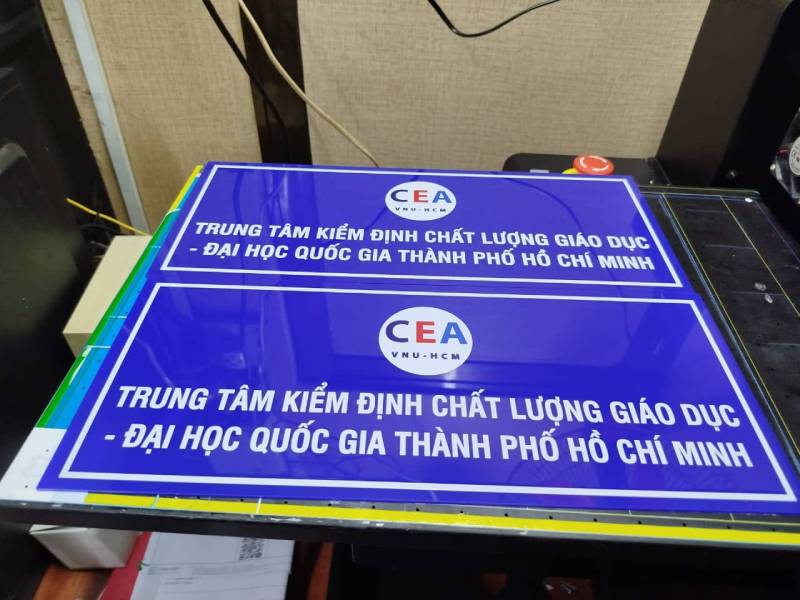 CEA
VNU-HCM
TRUNG TÂM KIỂM ĐỊNH CHẤT LƯỢNG GIÁO DỤC
- ĐẠI HỌC QUỐC GIA THÀNH PHỐ HỒ CHÍ MINH
CEA
VNU-HCM
TRUNG TÂM KIỂM ĐỊNH CHẤT LƯỢNG GIÁO DỤC
- ĐẠI HỌC QUỐC GIA THÀNH PHỐ HỒ CHÍ MINH